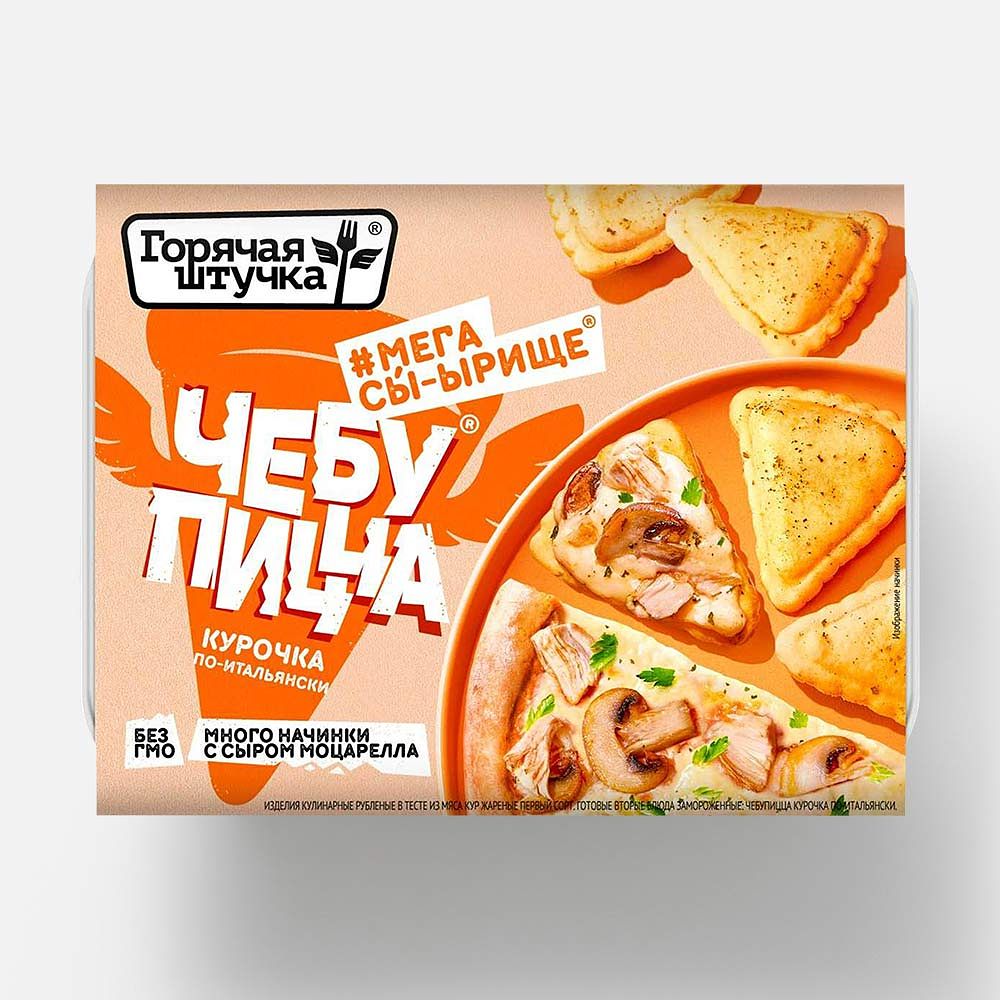 Горячая
штучка
®
#МЕГА
СЫ́-ЫРИЩЕ®
ЧЕБУ®
ПИЦЦА
КУРОЧКА
ПО-ИТАЛЬЯНСКИ
БЕЗ
ГМО
МНОГО НАЧИНКИ
С СЫРОМ МОЦАРЕЛЛА
Изображение начинки
ИЗДЕЛИЯ КУЛИНАРНЫЕ РУБЛЕНЫЕ В ТЕСТЕ ИЗ МЯСА КУР ЖАРЕНЫЕ ПЕРВЫЙ СОРТ. ГОТОВЫЕ ВТОРЫЕ БЛЮДА ЗАМОРОЖЕННЫЕ: ЧЕБУПИЦЦА КУРОЧКА ПО-ИТАЛЬЯНСКИ.